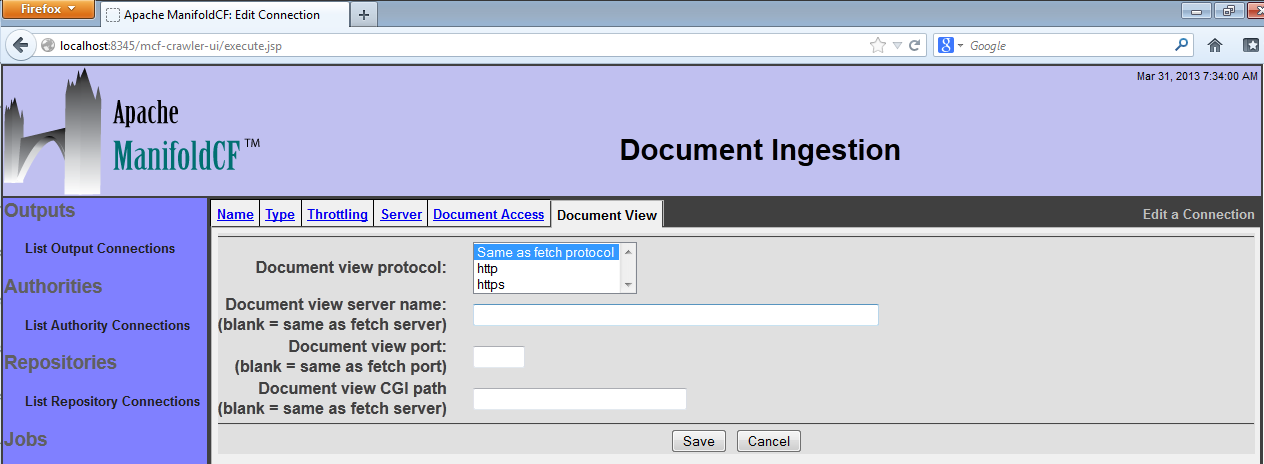 Firefox
Apache ManifoldCF: Edit Connection
localhost:8345/mcf-crawler-ui/execute.jsp
Google
Mar 31, 2013 7:34:00 AM
Apache
ManifoldCF™
Document Ingestion
Outputs
List Output Connections
Authorities
List Authority Connections
Repositories
List Repository Connections
Jobs
Name Type Throttling Server Document Access Document View
Edit a Connection
Document view protocol:
Same as fetch protocol
http
https
Document view server name:
(blank = same as fetch server)
Document view port:
(blank = same as fetch port)
Document view CGI path
(blank = same as fetch server)
Save Cancel